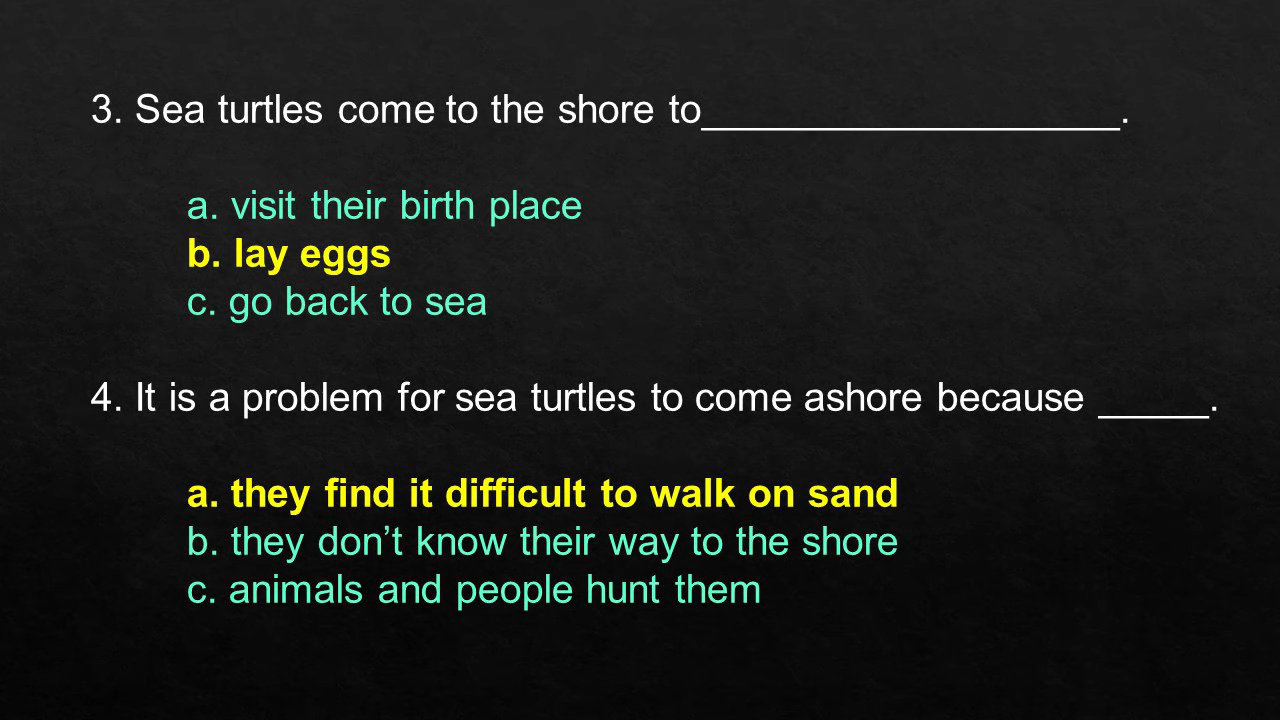 3. Sea turtles come to the shore to___________________.
a. visit their birth place
b. lay eggs
c. go back to sea
4. It is a problem for sea turtles to come ashore because _____.
a. they find it difficult to walk on sand
b. they don’t know their way to the shore
c. animals and people hunt them